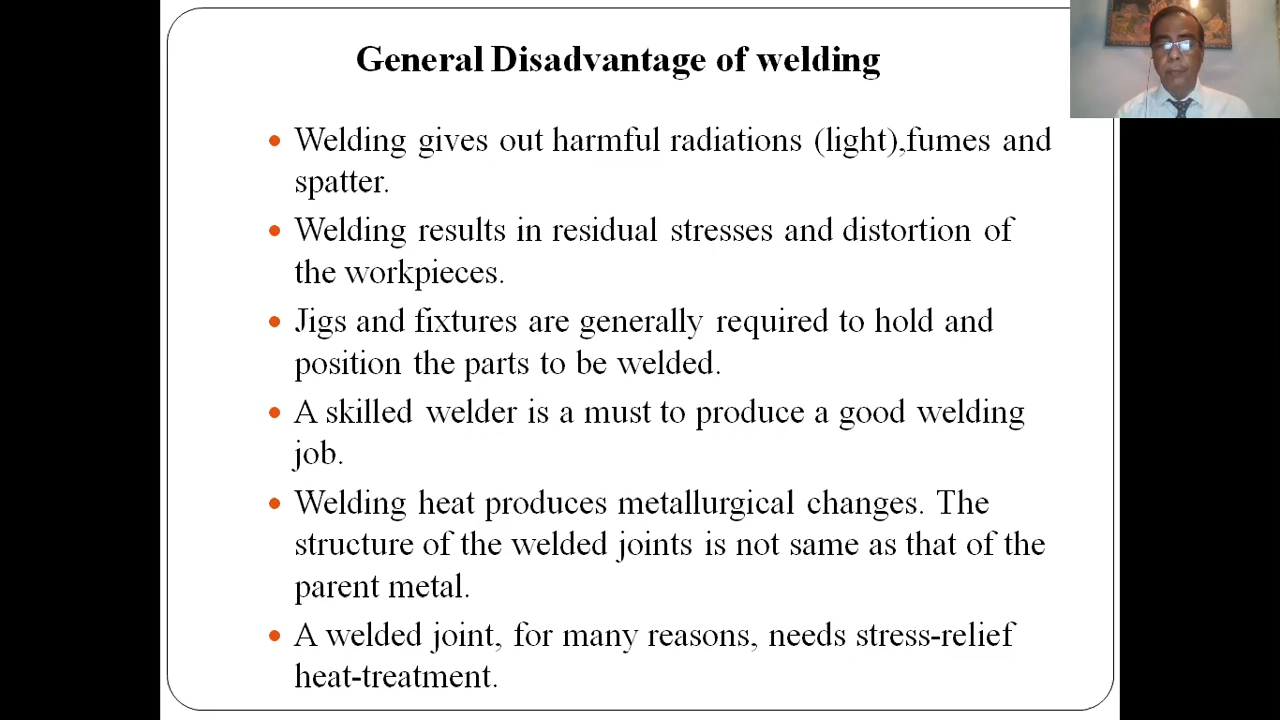 General Disadvantage of welding
• Welding gives out harmful radiations (light),fumes and
spatter.
• Welding results in residual stresses and distortion of
the workpieces.
• Jigs and fixtures are generally required to hold and
position the parts to be welded.
• A skilled welder is a must to produce a good welding
job.
• Welding heat produces metallurgical changes. The
structure of the welded joints is not same as that of the
parent metal.
• A welded joint, for many reasons, needs stress-relief
heat-treatment.